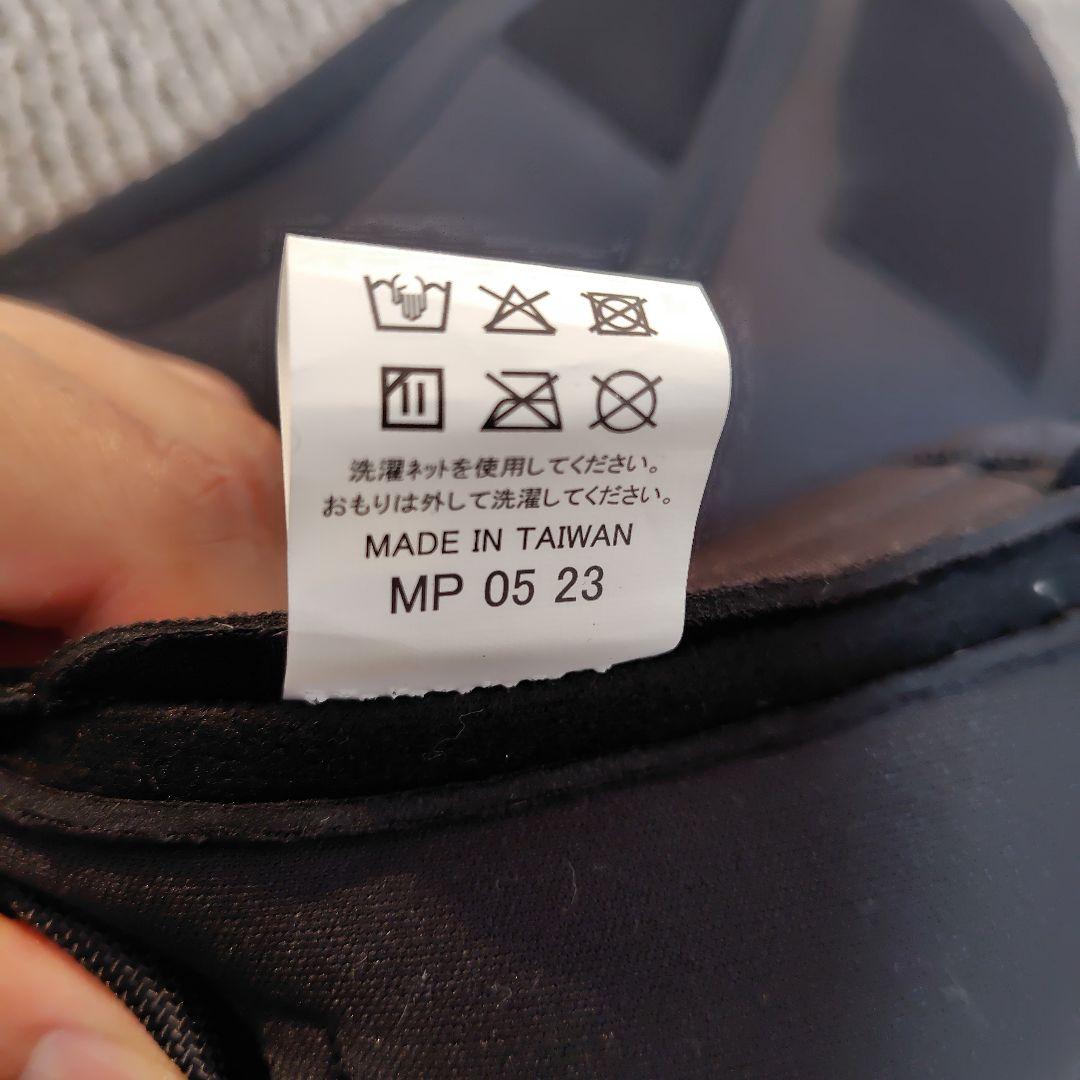 洗濯ネットを使用してください。
おもりは外して洗濯してください。
MADE IN TAIWAN
MP 05 23